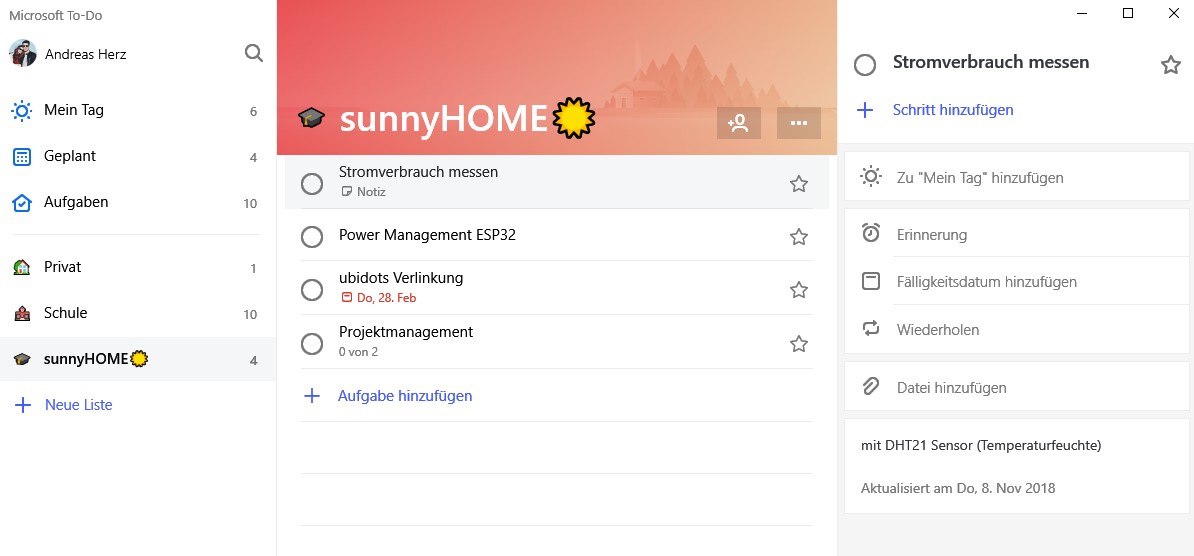 Microsoft To-Do
Andreas Herz
Mein Tag 6
Geplant 4
Aufgaben 10
Privat 1
Schule 10
sunnyHOME 4
Neue Liste
sunnyHOME
Stromverbrauch messen
Notiz
Power Management ESP32
ubidots Verlinkung
Do, 28. Feb
Projektmanagement
0 von 2
Aufgabe hinzufügen
Stromverbrauch messen
Schritt hinzufügen
Zu "Mein Tag" hinzufügen
Erinnerung
Fälligkeitsdatum hinzufügen
Wiederholen
Datei hinzufügen
mit DHT21 Sensor (Temperaturfeuchte)
Aktualisiert am Do, 8. Nov 2018